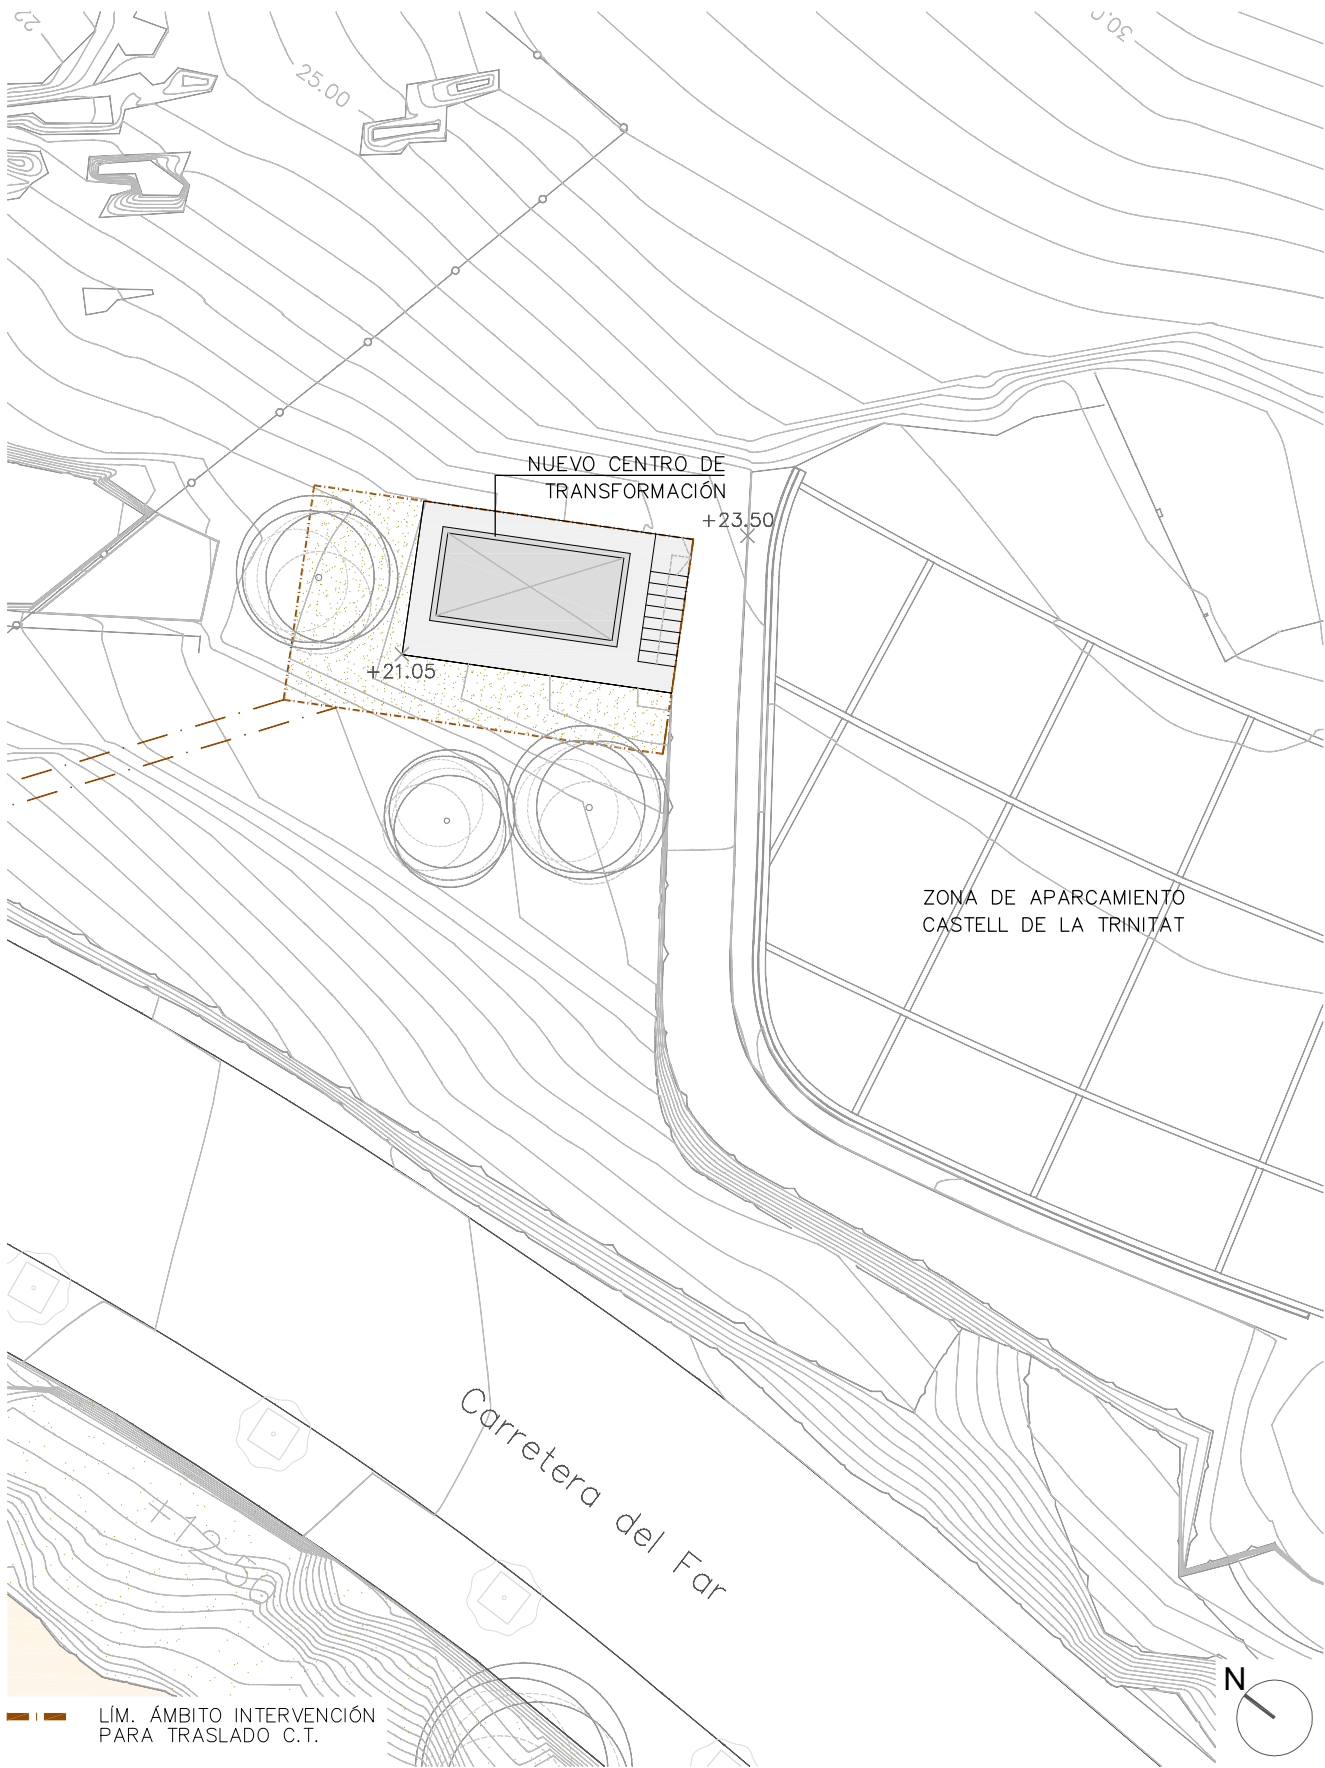 25.00
30.0
NUEVO CENTRO DE
TRANSFORMACIÓN
+23.50
+21.05
ZONA DE APARCAMIENTO
CASTELL DE LA TRINITAT
Carretera del Far
N
LÍM. ÁMBITO INTERVENCIÓN
PARA TRASLADO C.T.